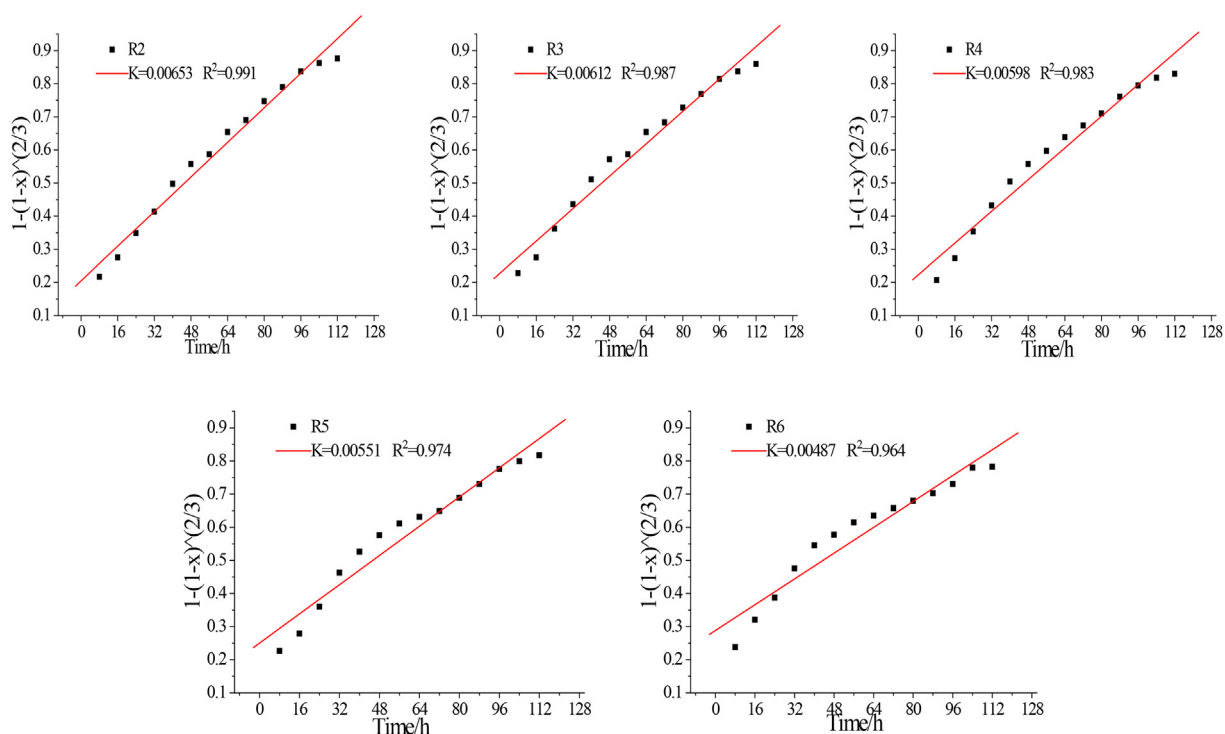 R2
K=0.00653 R²=0.991
0.9
0.8
0.7
0.6
0.5
0.4
0.3
0.2
0.1
1-(1-x)^(2/3)
0 16 32 48 64 80 96 112 128
Time/h
R3
K=0.00612 R²=0.987
0.9
0.8
0.7
0.6
0.5
0.4
0.3
0.2
0.1
1-(1-x)^(2/3)
0 16 32 48 64 80 96 112 128
Time/h
R4
K=0.00598 R²=0.983
0.9
0.8
0.7
0.6
0.5
0.4
0.3
0.2
0.1
1-(1-x)^(2/3)
0 16 32 48 64 80 96 112 128
Time/h
R5
K=0.00551 R²=0.974
0.9
0.8
0.7
0.6
0.5
0.4
0.3
0.2
0.1
1-(1-x)^(2/3)
0 16 32 48 64 80 96 112 128
Time/h
R6
K=0.00487 R²=0.964
0.9
0.8
0.7
0.6
0.5
0.4
0.3
0.2
0.1
1-(1-x)^(2/3)
0 16 32 48 64 80 96 112 128
Time/h